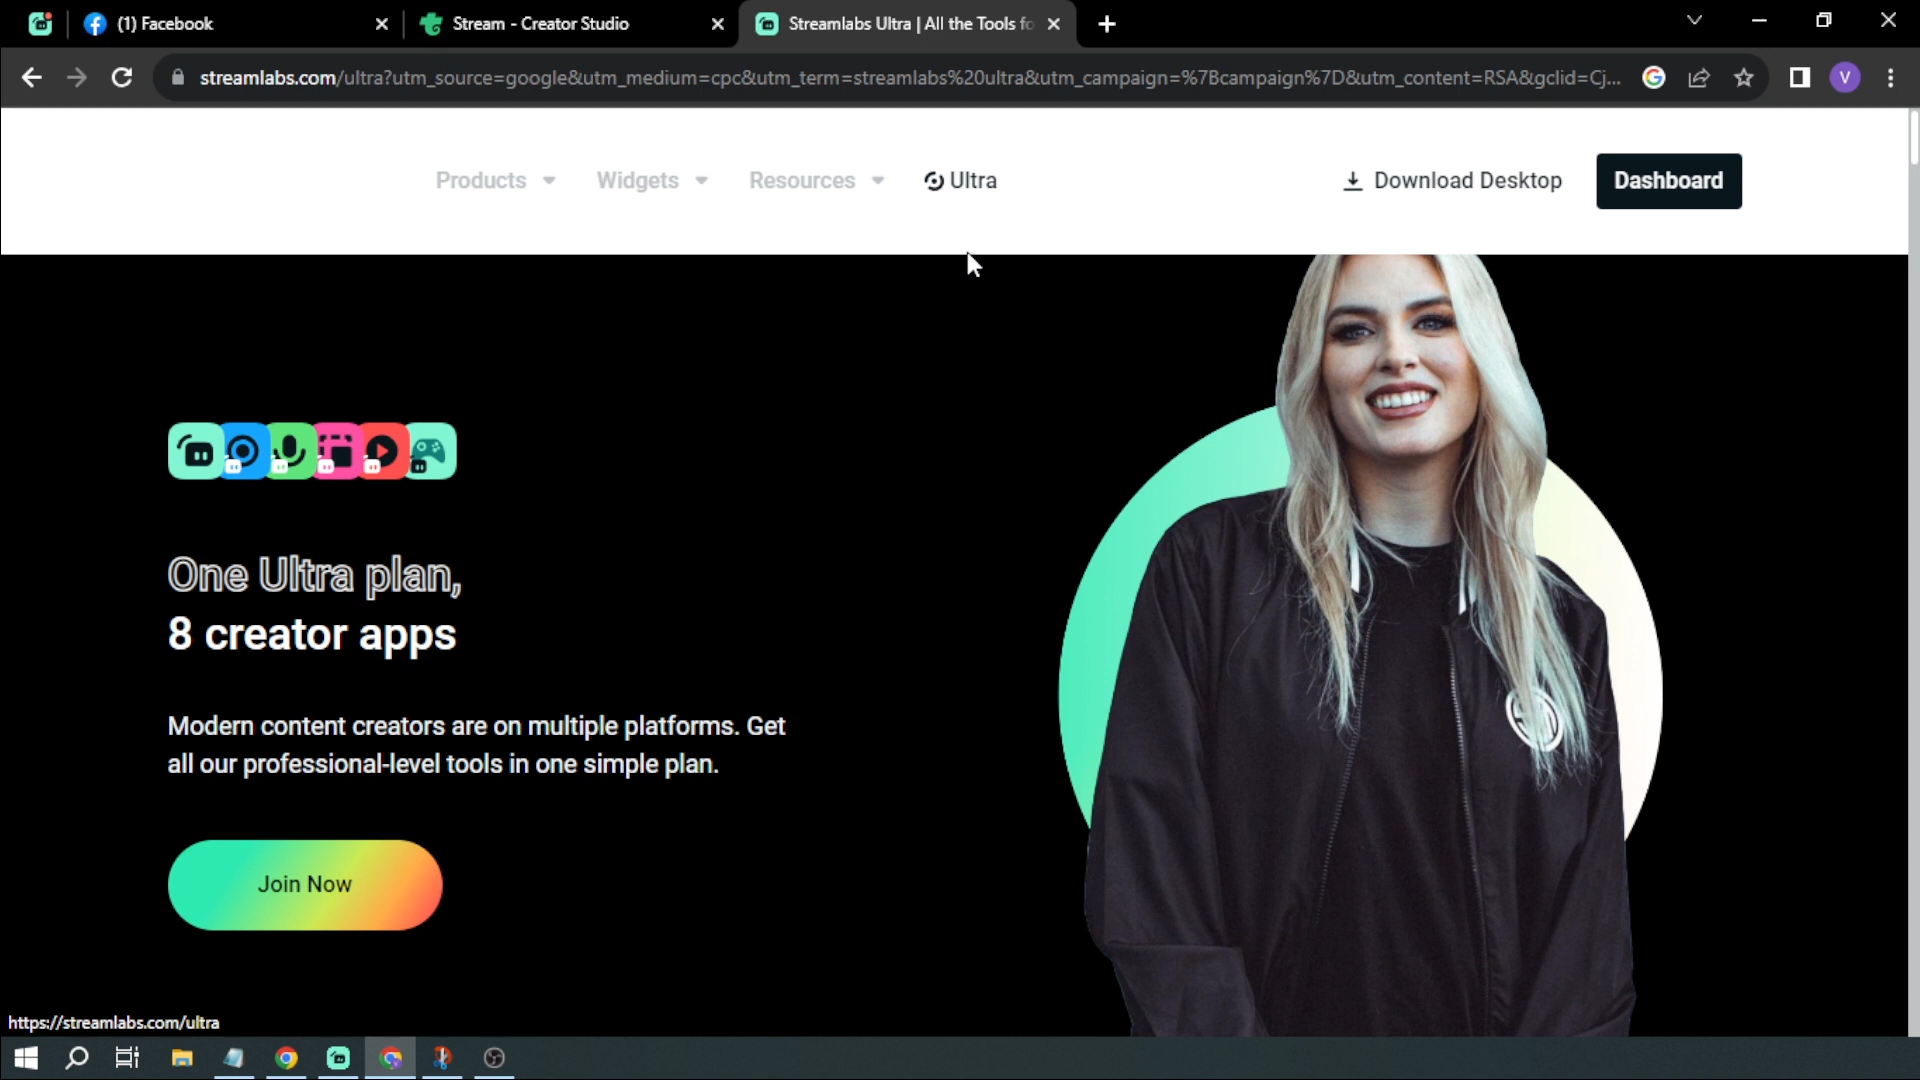 (1) Facebook
Stream - Creator Studio
Streamlabs Ultra | All the Tools fo
streamlabs.com/ultra?utm_source=google&utm_medium=cpc&utm_term=streamlabs%20ultra&utm_campaign=%7Bcampaign%7D&utm_content=RSA&gclid=Cj...
V
Products
Widgets
Resources
Ultra
Download Desktop
Dashboard
One Ultra plan,
8 creator apps
Modern content creators are on multiple platforms. Get
all our professional-level tools in one simple plan.
Join Now
https://streamlabs.com/ultra